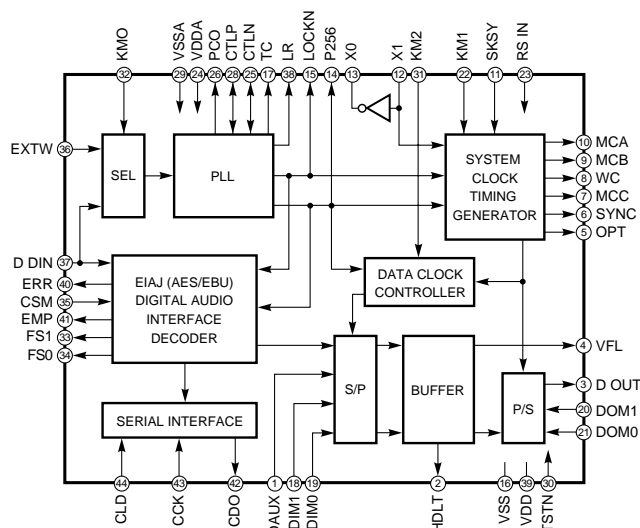 KMO
VSSA
VDDA
PCO
CTLP
CTLN
TC
LR
LOCKN
P256
X0
X1
KM2
KM1
SKSY
RS IN
32
29
24
26
28
25
17
38
15
14
13
12
31
22
11
23
EXTW
36
SEL
PLL
SYSTEM
CLOCK
TIMING
GENERATOR
10
MCA
9
MCB
8
WC
7
MCC
6
SYNC
5
OPT
D DIN
37
ERR
40
CSM
35
EMP
41
FS1
33
FS0
34
EIAJ (AES/EBU)
DIGITAL AUDIO
INTERFACE
DECODER
DATA CLOCK
CONTROLLER
S/P
BUFFER
P/S
4
VFL
3
D OUT
20
DOM1
21
DOM0
SERIAL INTERFACE
44
43
42
1
18
19
2
16
39
30
CLD
CCK
CDO
DAUX
DIM1
DIM0
HDLT
VSS
VDD
TSTN